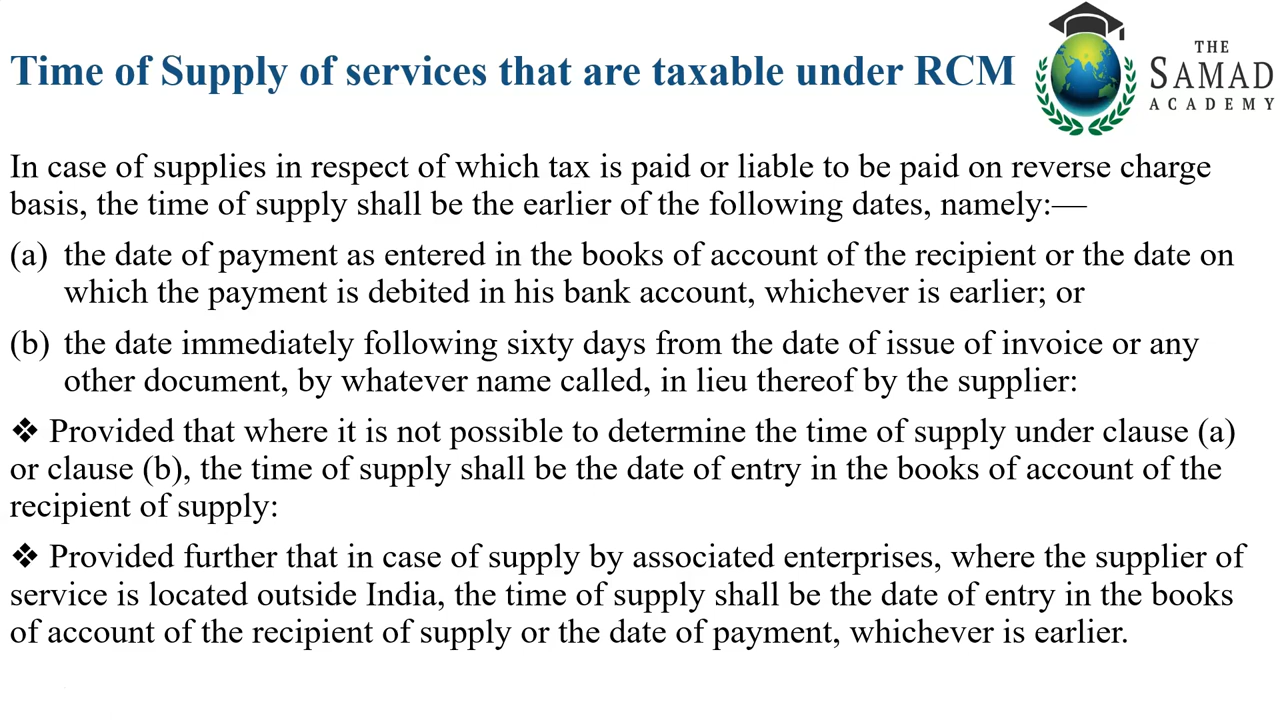 Time of Supply of services that are taxable under RCM
THE
SAMAD
ACADEMY
In case of supplies in respect of which tax is paid or liable to be paid on reverse charge
basis, the time of supply shall be the earlier of the following dates, namely:—
(a) the date of payment as entered in the books of account of the recipient or the date on
which the payment is debited in his bank account, whichever is earlier; or
(b) the date immediately following sixty days from the date of issue of invoice or any
other document, by whatever name called, in lieu thereof by the supplier:
❖ Provided that where it is not possible to determine the time of supply under clause (a)
or clause (b), the time of supply shall be the date of entry in the books of account of the
recipient of supply:
❖ Provided further that in case of supply by associated enterprises, where the supplier of
service is located outside India, the time of supply shall be the date of entry in the books
of account of the recipient of supply or the date of payment, whichever is earlier.